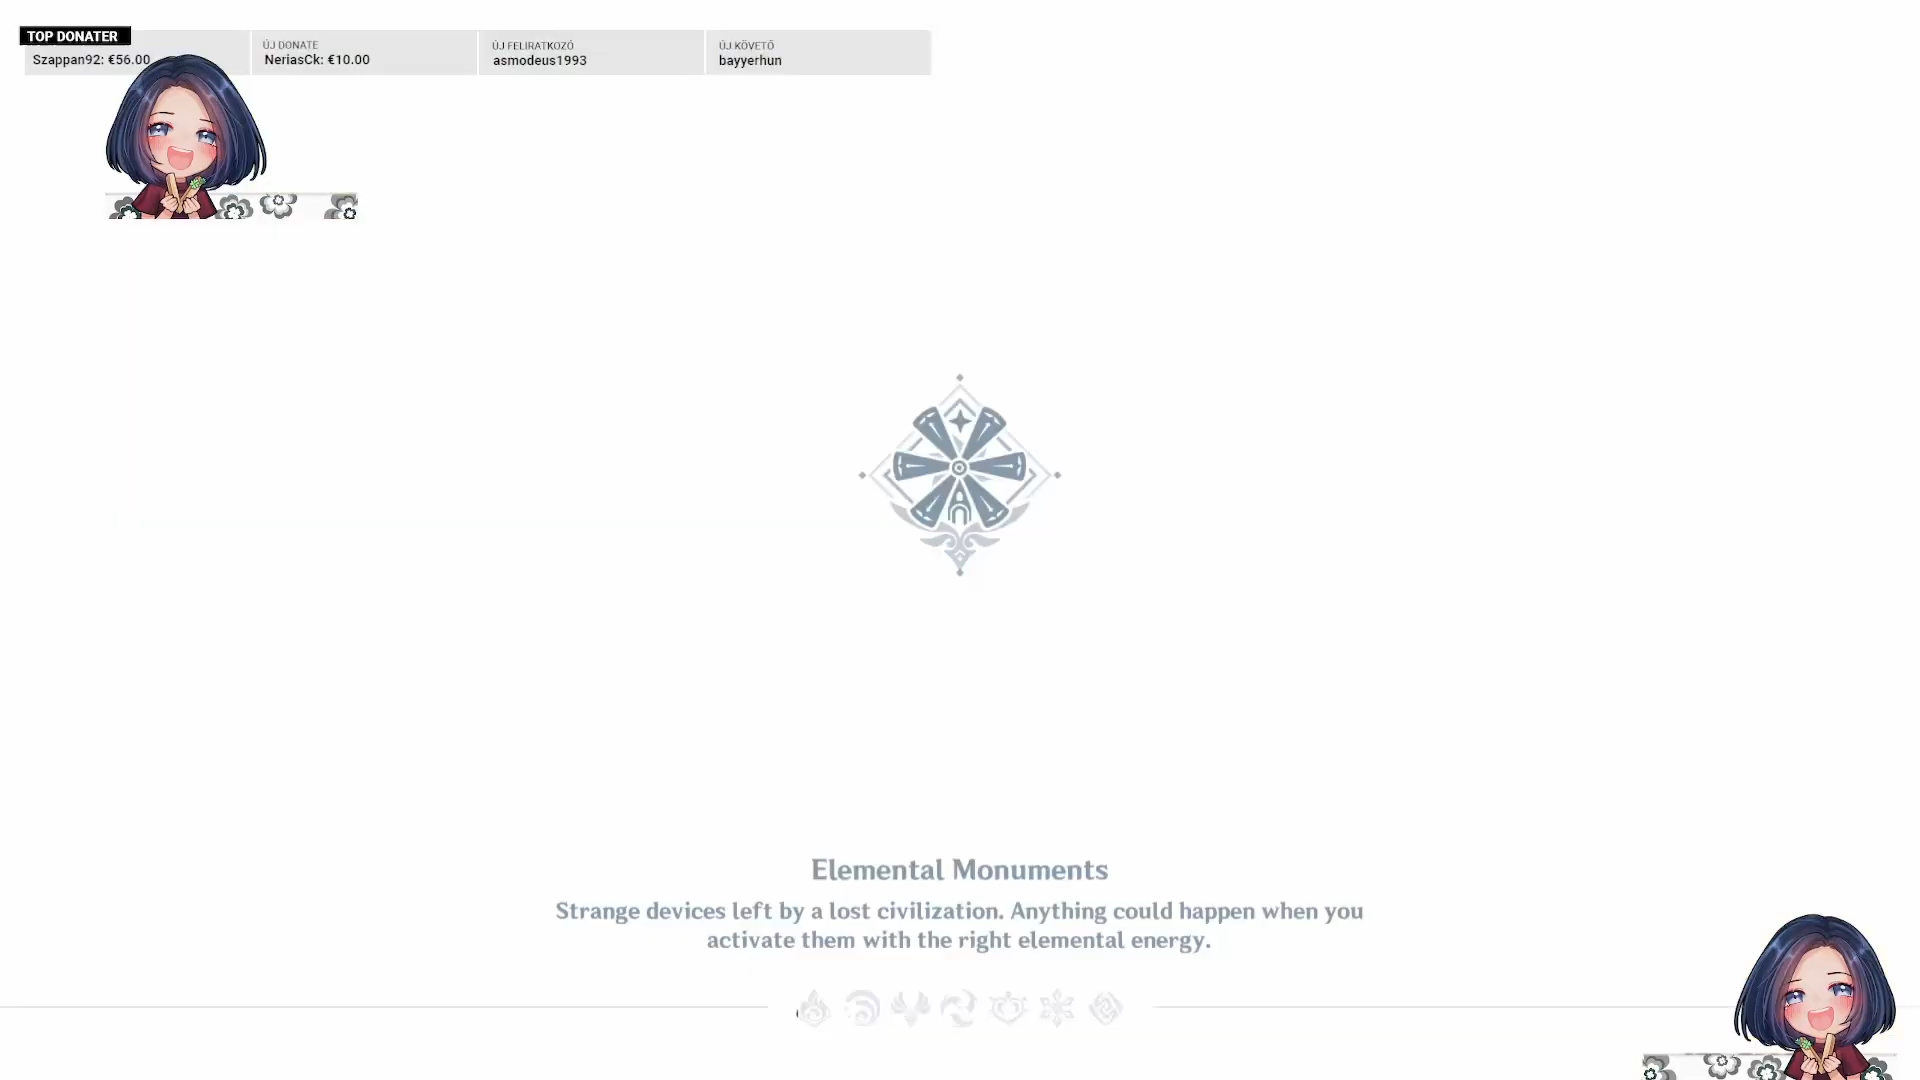 TOP DONATER
Szappan92: €56.00
ÚJ DONATE
NeriasCk: €10.00
ÚJ FELIRATKOZÓ
asmodeus1993
ÚJ KÖVETŐ
bayyerhun
Elemental Monuments
Strange devices left by a lost civilization. Anything could happen when you
activate them with the right elemental energy.